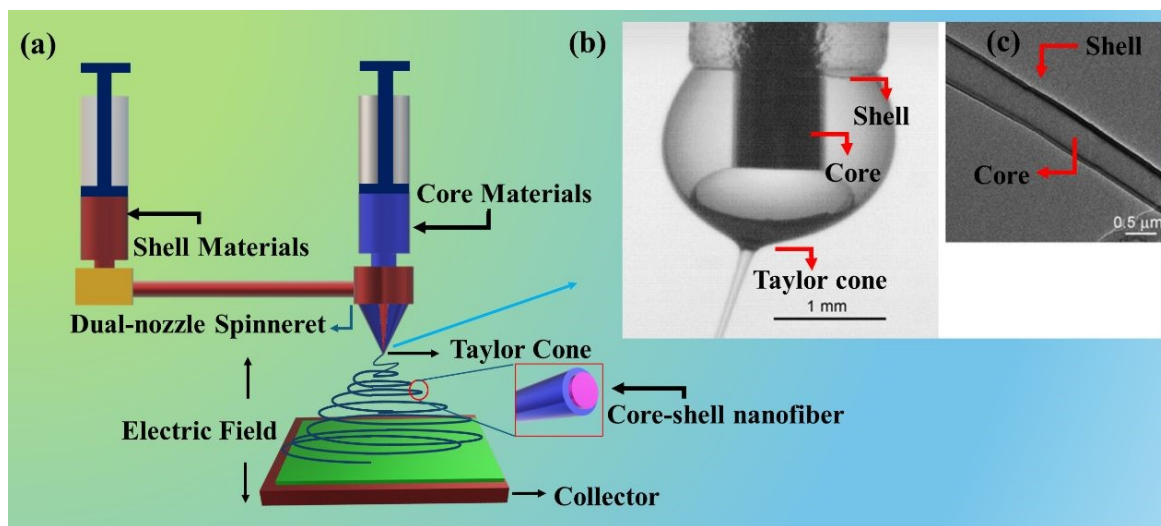 (a)
Core Materials
Shell Materials
Dual-nozzle Spinneret
Taylor Cone
Electric Field
Core-shell nanofiber
Collector
(b)
Shell
Core
Taylor cone
1 mm
(c)
Shell
Core
0.5 μm